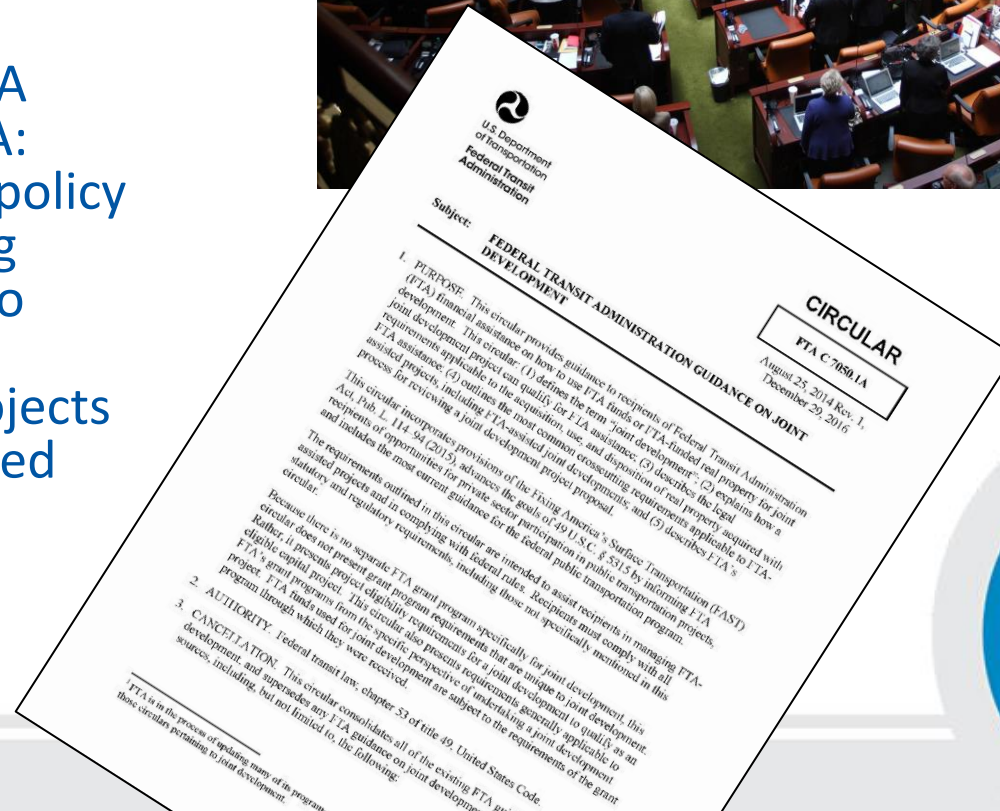 A
A:
policy
g
o
ojects
ed
U.S. Department
of Transportation
Federal Transit
Administration
CIRCULAR
FTA C 7050.1A
August 25, 2014 Rev. 1,
December 29, 2016
Subject: FEDERAL TRANSIT ADMINISTRATION GUIDANCE ON JOINT
DEVELOPMENT
1. PURPOSE. This circular provides guidance to recipients of Federal Transit Administration
(FTA) financial assistance on how to use FTA funds or FTA-funded real property for joint
development. This circular: (1) defines the term "joint development"; (2) explains how a
joint development project can qualify for FTA assistance; (3) describes the legal
requirements applicable to the acquisition, use, and disposition of real property acquired with
FTA assistance; (4) outlines the most common crosscutting requirements applicable to FTA-
assisted projects, including FTA-assisted joint developments; and (5) describes FTA's
process for reviewing a joint development project proposal.
This circular incorporates provisions of the Fixing America's Surface Transportation (FAST)
Act, Pub. L. 114-94 (2015), advances the goals of 49 U.S.C. § 5315 by informing FTA
recipients of opportunities for private sector participation in public transportation projects,
and includes the most current guidance for the federal public transportation program.
The requirements outlined in this circular are intended to assist recipients in managing FTA-
assisted projects and in complying with federal rules. Recipients must comply with all
statutory and regulatory requirements, including those not specifically mentioned in this
circular.
Because there is no separate FTA grant program specifically for joint development, this
circular does not present grant program requirements that are unique to joint development.
Rather, it presents project eligibility requirements for a joint development to qualify as an
eligible capital project. This circular also presents requirements generally applicable to
FTA's grant programs from the specific perspective of undertaking a joint development
project. FTA funds used for joint development are subject to the requirements of the grant
program through which they were received.
2. AUTHORITY. Federal transit law, chapter 53 of title 49, United States Code.
3. CANCELLATION. This circular consolidates all of the existing FTA
development, and supersedes any FTA guidance on joint
sources, including, but not limited to, the following:
¹ FTA is in the process of updating many of its program
those circulars pertaining to joint development.